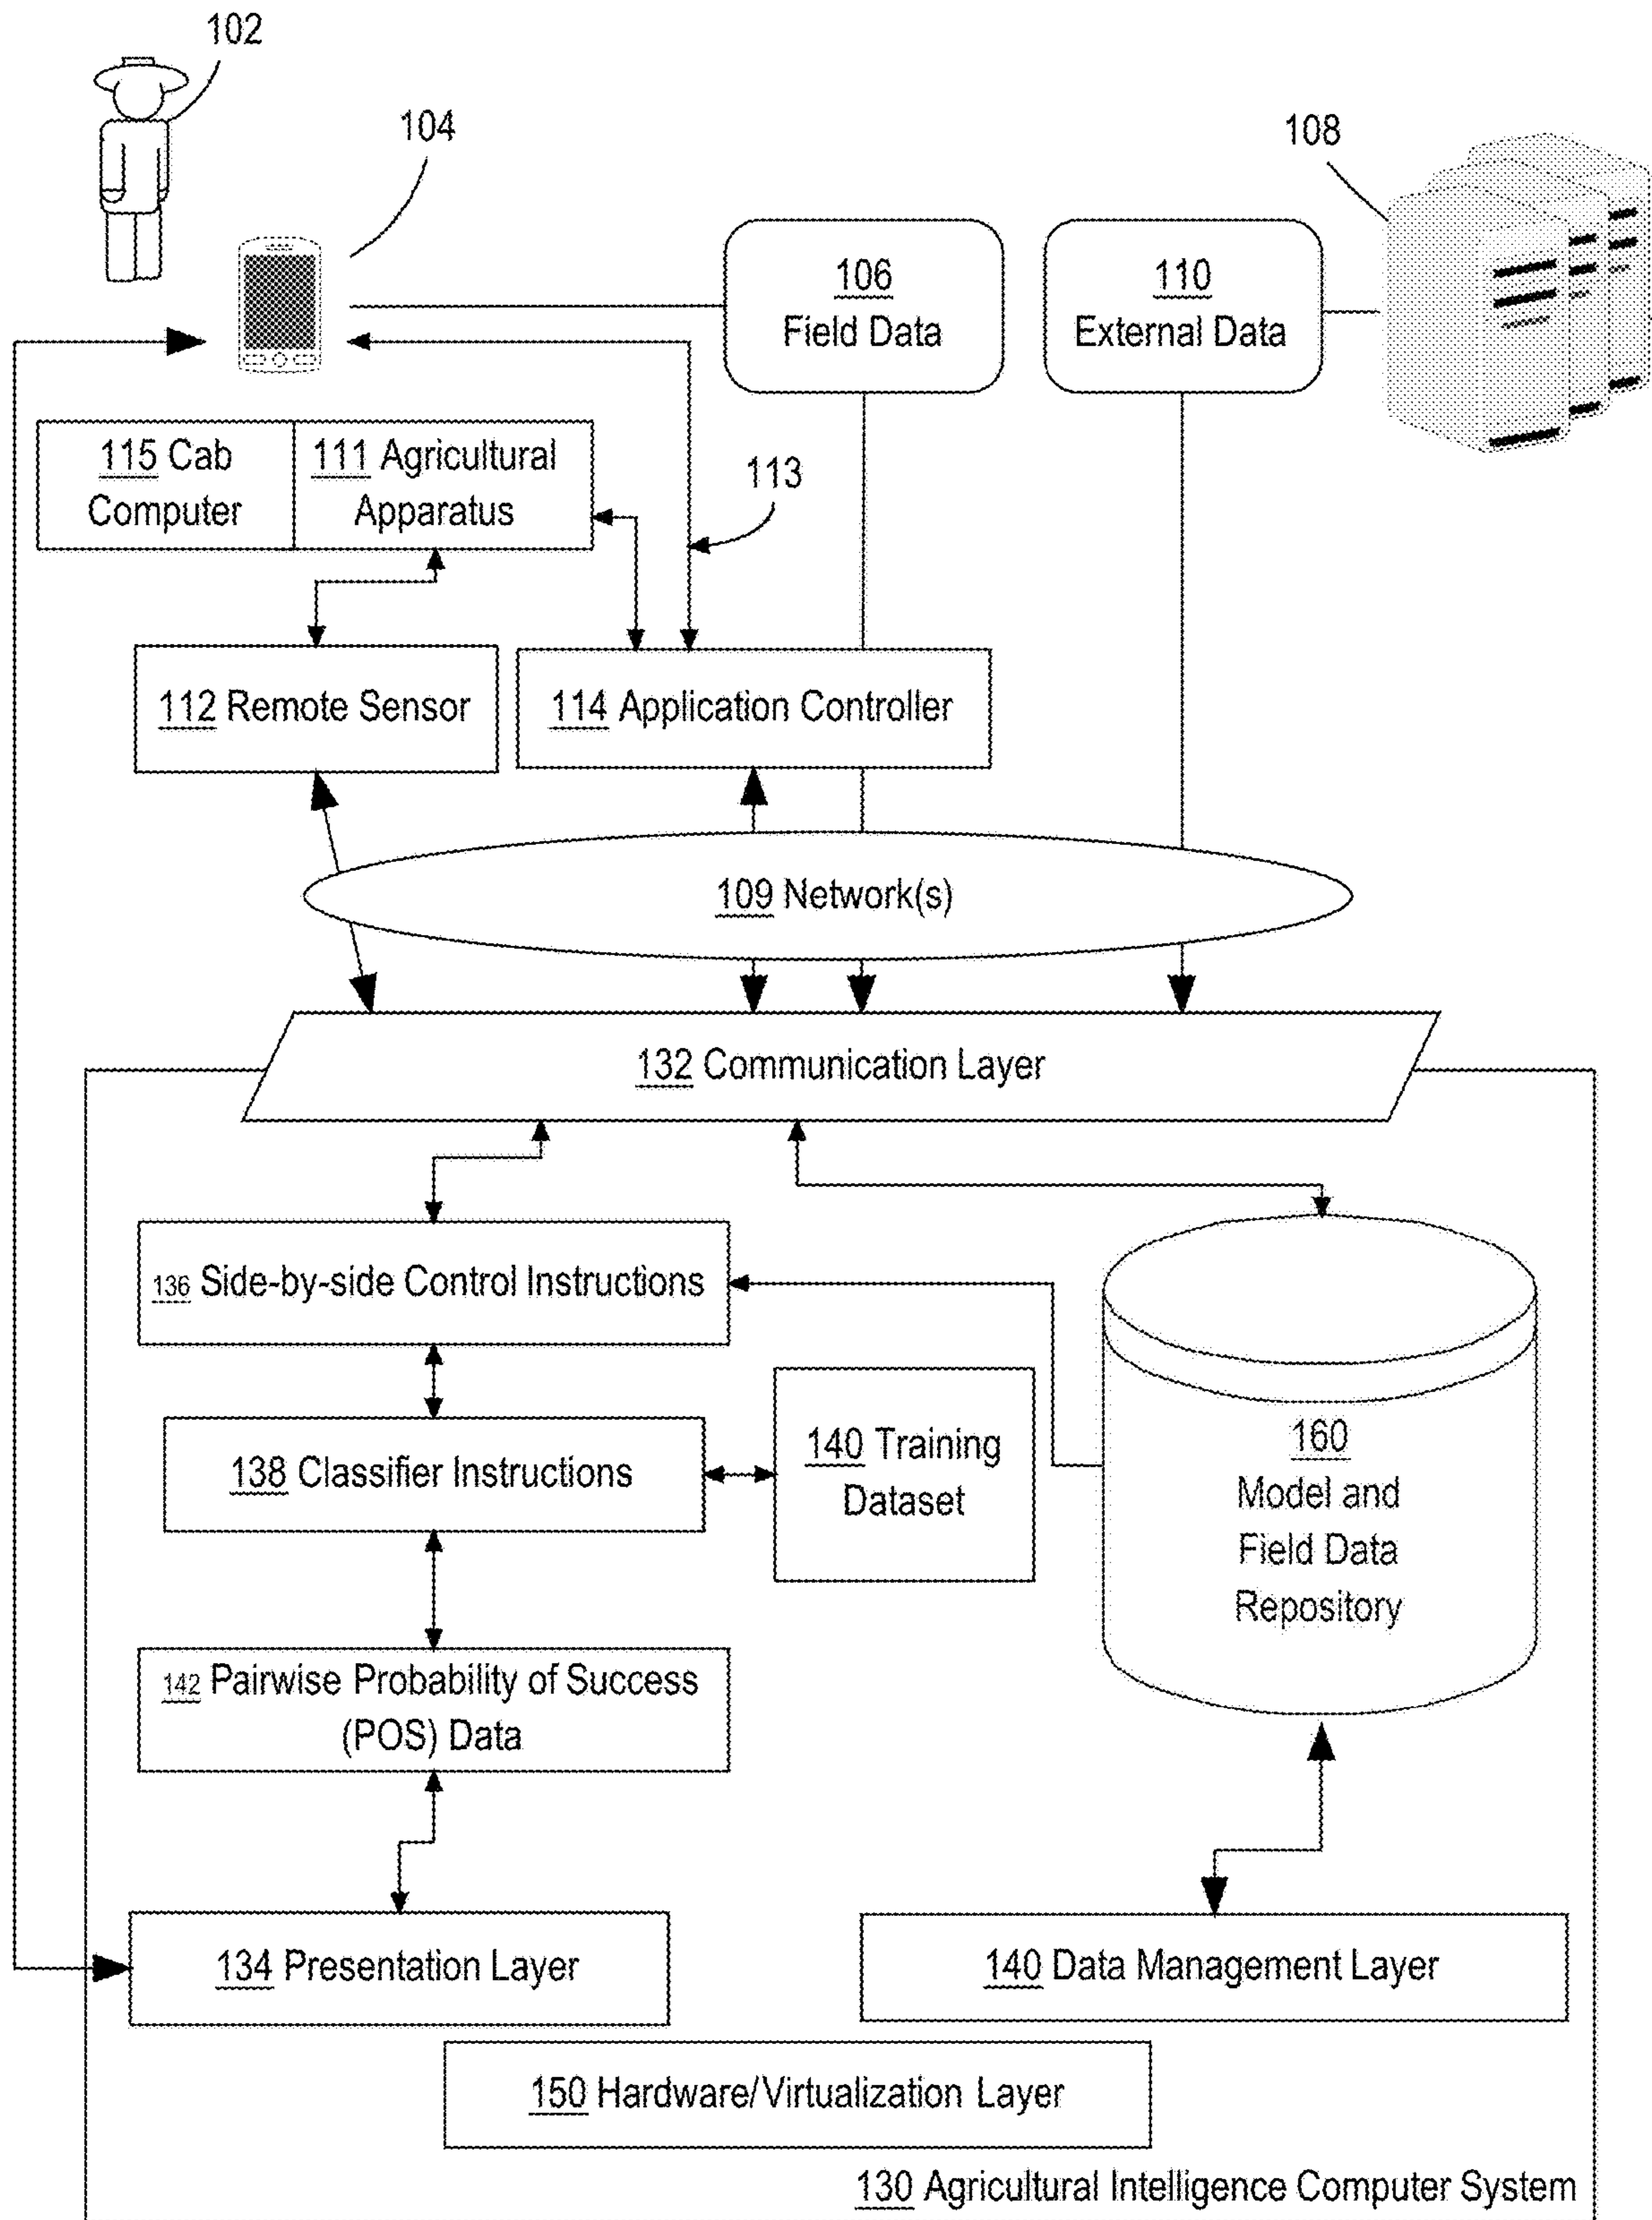 102
104
108
106
Field Data
110
External Data
115 Cab
Computer
111 Agricultural
Apparatus
113
112 Remote Sensor
114 Application Controller
109 Network(s)
132 Communication Layer
136 Side-by-side Control Instructions
138 Classifier Instructions
140 Training
Dataset
160
Model and
Field Data
Repository
142 Pairwise Probability of Success
(POS) Data
134 Presentation Layer
140 Data Management Layer
150 Hardware/Virtualization Layer
130 Agricultural Intelligence Computer System